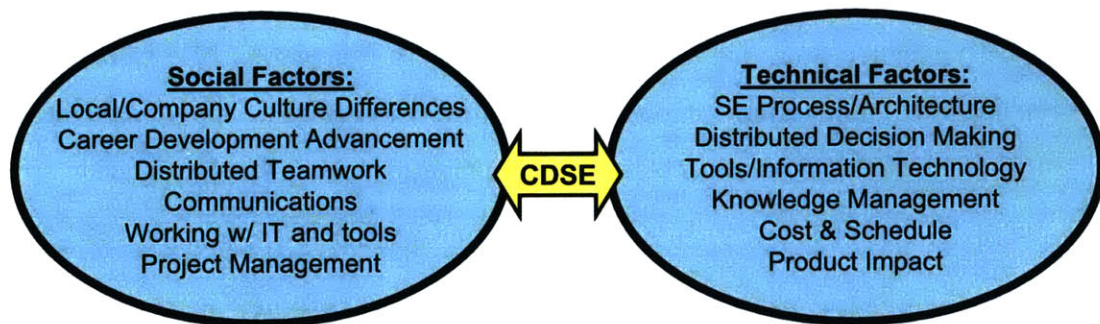 Social Factors:
Local/Company Culture Differences
Career Development Advancement
Distributed Teamwork
Communications
Working w/ IT and tools
Project Management
CDSE
Technical Factors:
SE Process/Architecture
Distributed Decision Making
Tools/Information Technology
Knowledge Management
Cost & Schedule
Product Impact